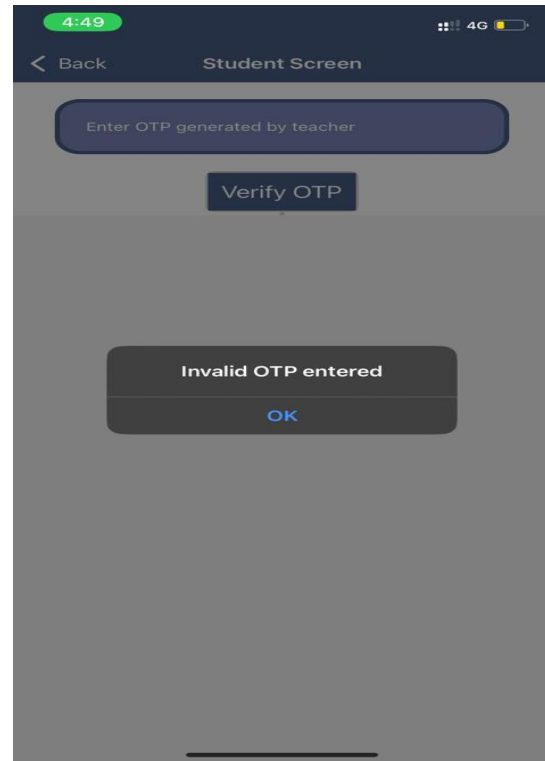 4:49
4G
Back
Student Screen
Enter OTP generated by teacher
Verify OTP
Invalid OTP entered
OK